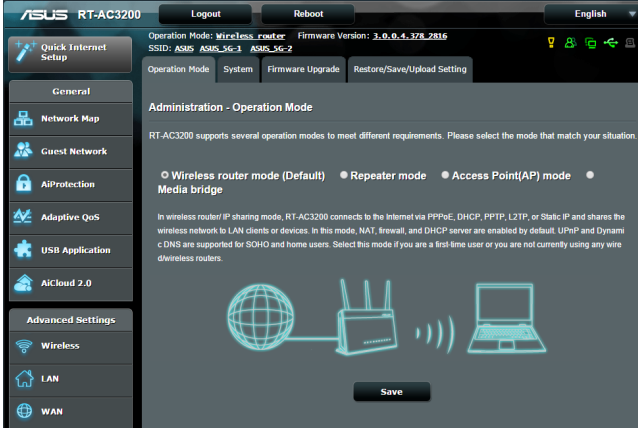 ASUS RT-AC3200 Logout Reboot English
Quick Internet Setup
Operation Mode: Wireless router Firmware Version: 3.0.0.4.378_2816
SSID: ASUS ASUS_5G-1 ASUS_5G-2
Operation Mode System Firmware Upgrade Restore/Save/Upload Setting
General
Network Map
Guest Network
AiProtection
Adaptive QoS
USB Application
AiCloud 2.0
Advanced Settings
Wireless
LAN
WAN
Administration - Operation Mode
RT-AC3200 supports several operation modes to meet different requirements. Please select the mode that match your situation.
Wireless router mode (Default) Repeater mode Access Point(AP) mode
Media bridge
In wireless router/ IP sharing mode, RT-AC3200 connects to the Internet via PPPoE, DHCP, PPTP, L2TP, or Static IP and shares the
wireless network to LAN clients or devices. In this mode, NAT, firewall, and DHCP server are enabled by default. UPnP and Dynami
c DNS are supported for SOHO and home users. Select this mode if you are a first-time user or you are not currently using any wire
d/wireless routers.
Save